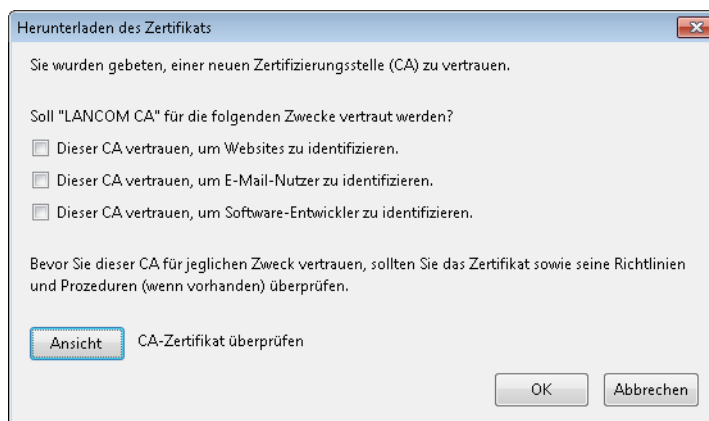 Herunterladen des Zertifikats
Sie wurden gebeten, einer neuen Zertifizierungsstelle (CA) zu vertrauen.
Soll "LANCOM CA" für die folgenden Zwecke vertraut werden?
Dieser CA vertrauen, um Websites zu identifizieren.
Dieser CA vertrauen, um E-Mail-Nutzer zu identifizieren.
Dieser CA vertrauen, um Software-Entwickler zu identifizieren.
Bevor Sie dieser CA für jeglichen Zweck vertrauen, sollten Sie das Zertifikat sowie seine Richtlinien
und Prozeduren (wenn vorhanden) überprüfen.
Ansicht CA-Zertifikat überprüfen
OK Abbrechen